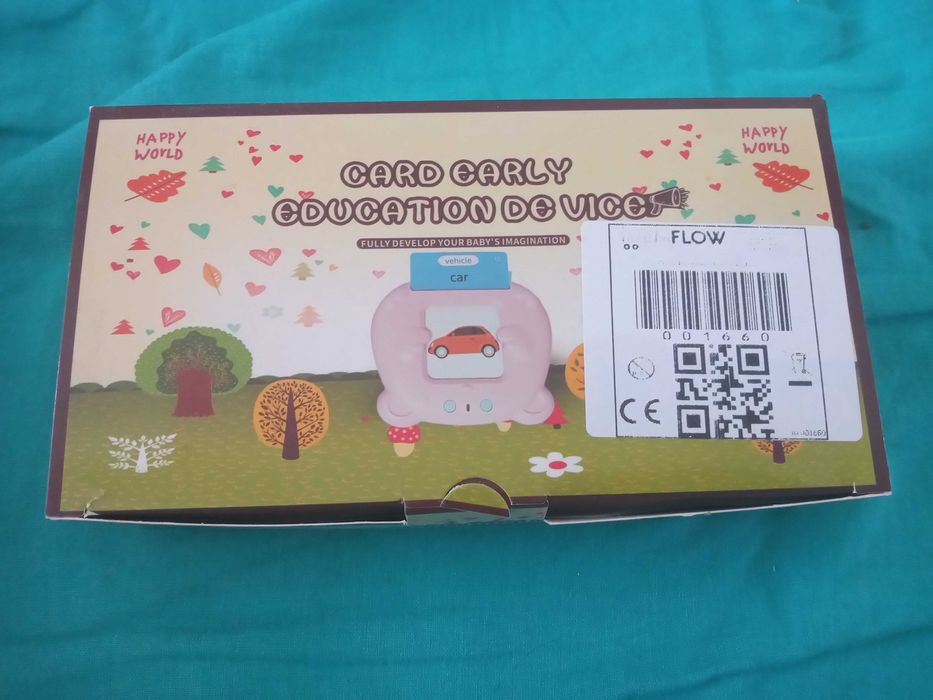 HAPPY
WORLD
HAPPY
WORLD
CARD EARLY
EDUCATION DE VICE
FULLY DEVELOP YOUR BABY'S IMAGINATION
vehicle
car
FLOW
001660
CE